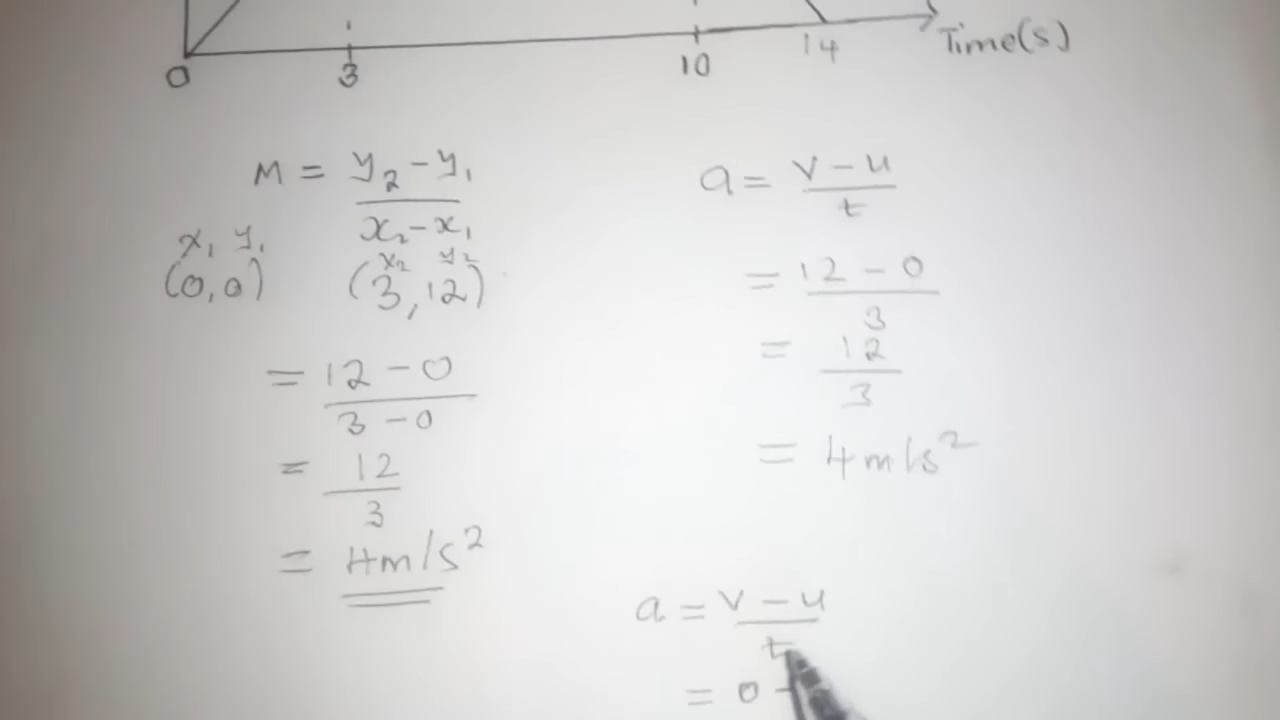 0 3 10 14 Time(s)
M = y₂ - y₁ / x₂ - x₁
x₁ y₁ x₂ y₂
(0,0) (3,12)
= 12 - 0 / 3 - 0
= 12 / 3
= 4m/s²
a = v - u / t
= 12 - 0 / 3
= 12 / 3
= 4m/s²
a = v - u / t
= 0 -